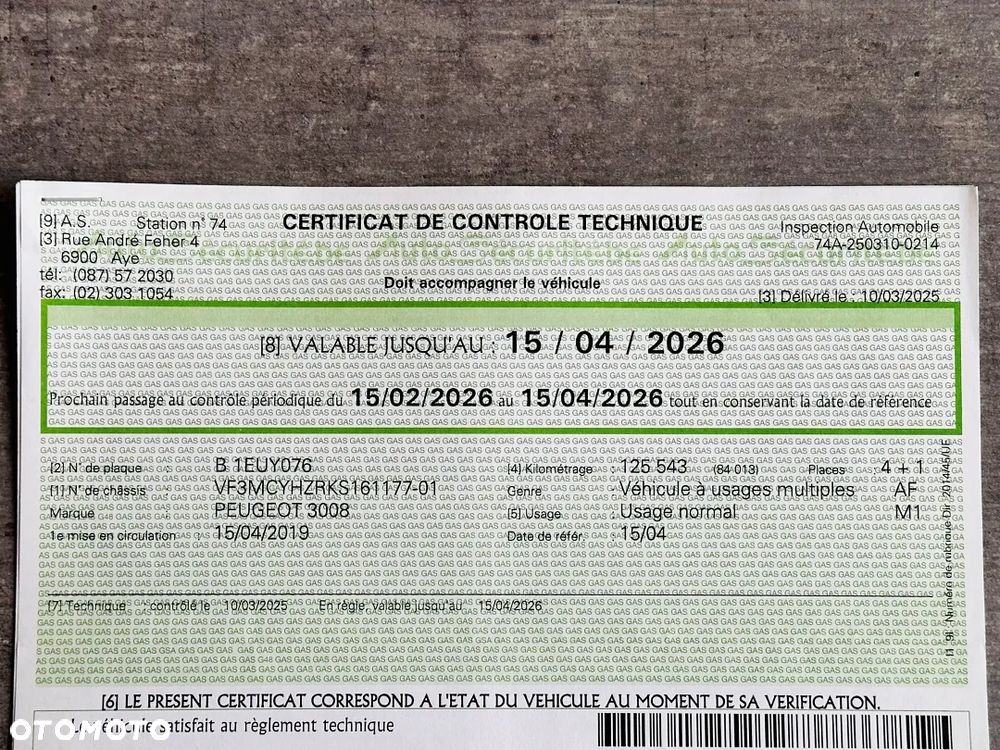 [9] A.S. Station n° 74 CERTIFICAT DE CONTROLE TECHNIQUE Inspection Automobile
[3] Rue André Feher 4 74A-250310-0214
6900 Aye
tél: (087) 57 2030
fax: (02) 303 1054 Doit accompagner le véhicule [3] Délivré le : 10/03/2025
[8] VALABLE JUSQU'AU : 15 / 04 / 2026
Prochain passage au contrôle périodique du 15/02/2026 au 15/04/2026 tout en conservant la date de référence
[2] N° de plaque : B 1EUY076 [4] Kilométrage : 125 543 (84 013) Places : 4 + 1
[1] N° de châssis : VF3MCYHZRKS161177-01 Genre : Véhicule à usages multiples AF
Marque : PEUGEOT 3008 [5] Usage : Usage normal M1
1e mise en circulation : 15/04/2019 Date de référ. : 15/04
[7] Technique : contrôlé le 10/03/2025 En règle, valable jusqu'au 15/04/2026
[6] LE PRESENT CERTIFICAT CORRESPOND A L'ETAT DU VEHICULE AU MOMENT DE SA VERIFICATION.
Le véhicule satisfait au règlement technique
OTOMOTO